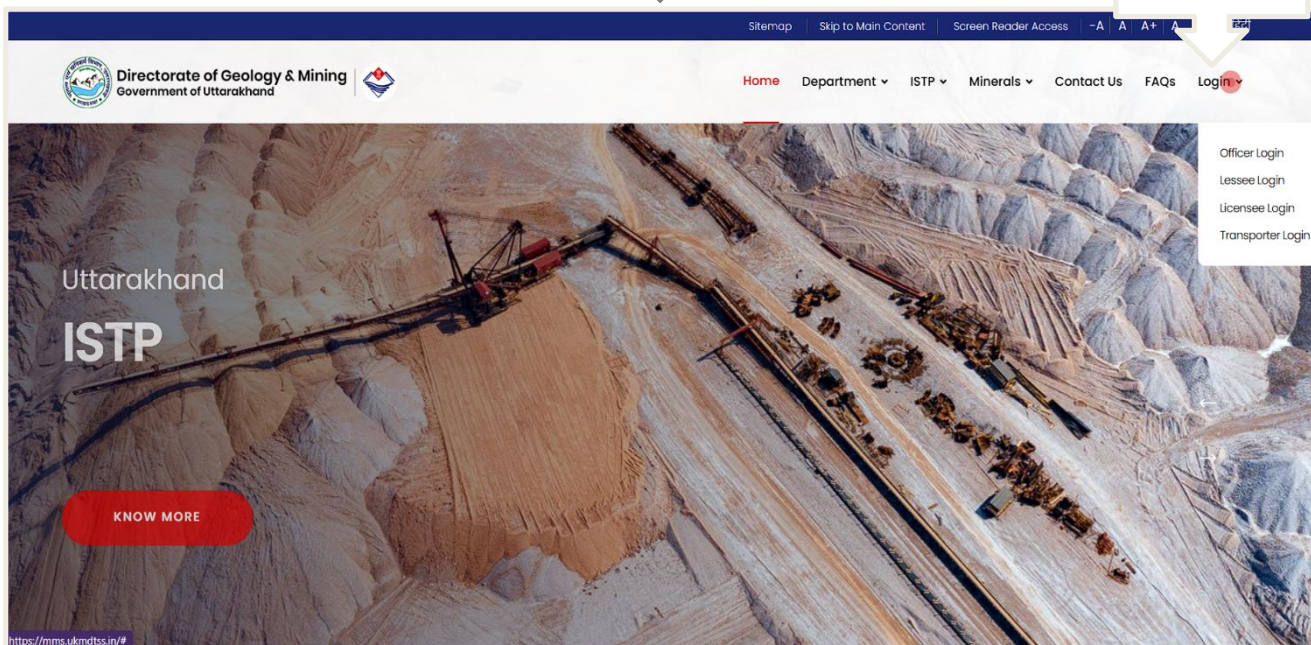 Sitemap Skip to Main Content Screen Reader Access -A A A+ A
Directorate of Geology & Mining
Government of Uttarakhand
Home Department ISTP Minerals Contact Us FAQs Login
Officer Login
Lessee Login
Licensee Login
Transporter Login
Uttarakhand
ISTP
KNOW MORE
https://mms.ukmdtss.in/#